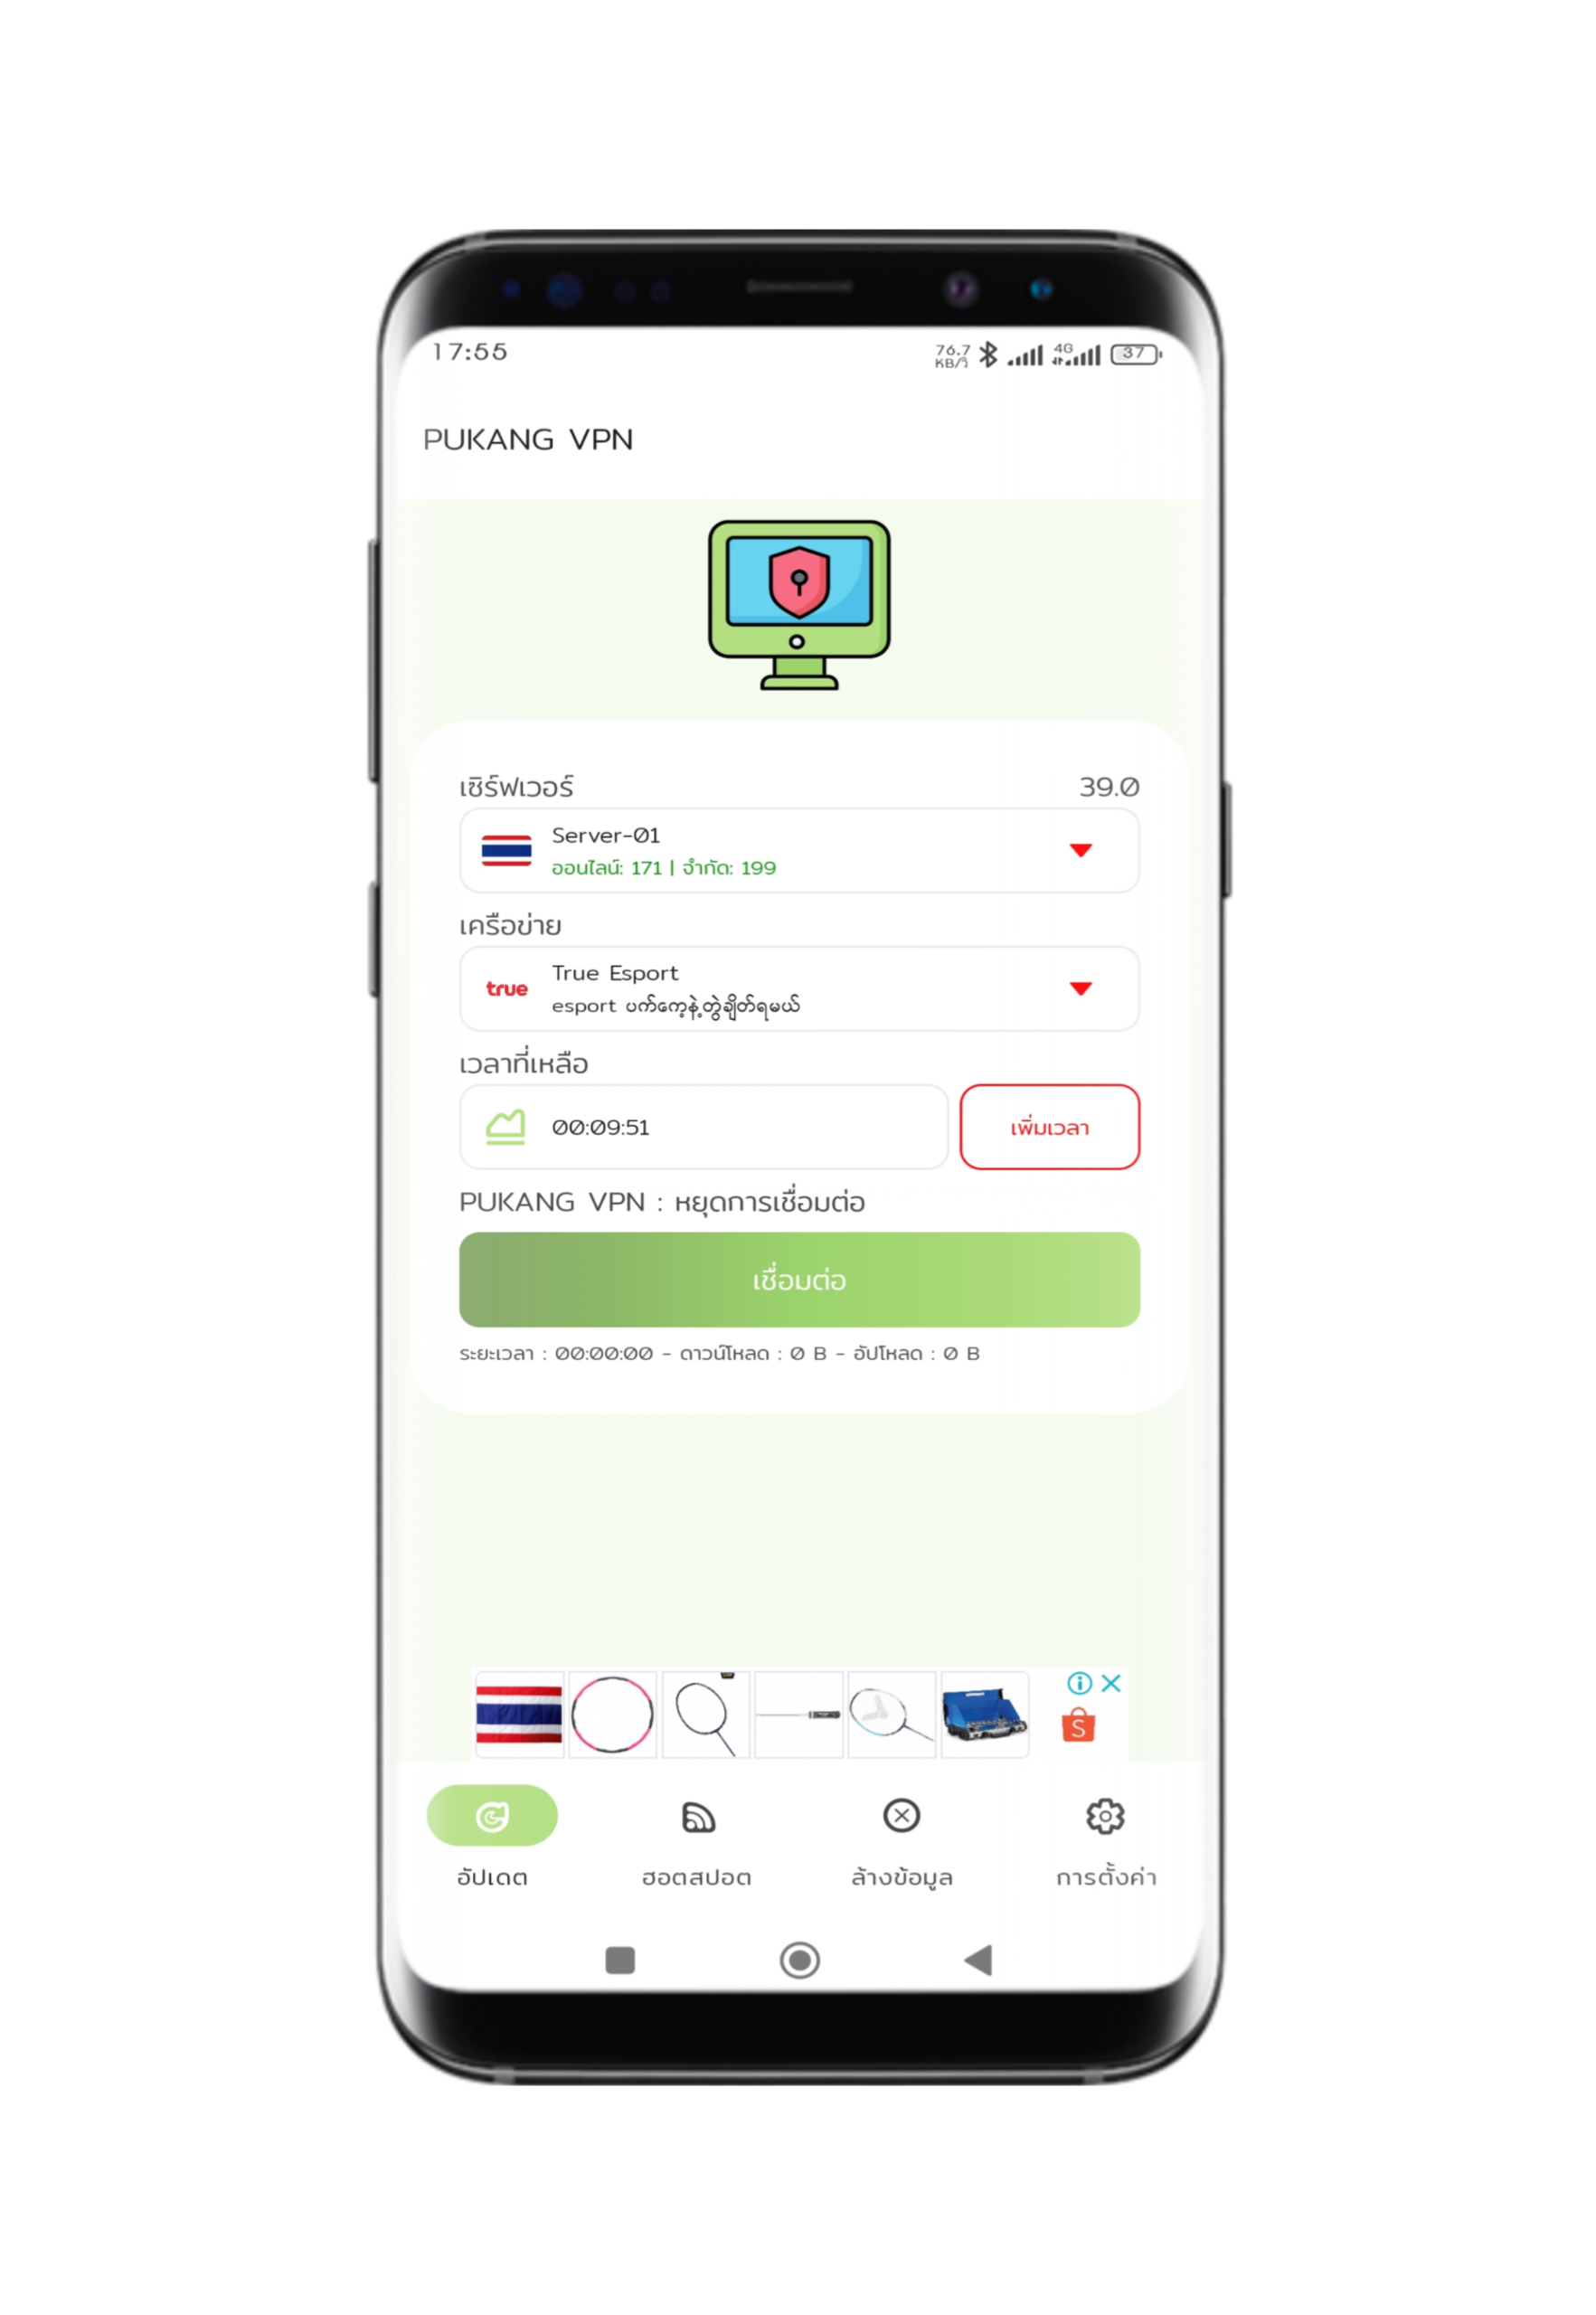 17:55
76.7 KB/วิ 4G 37
PUKANG VPN
เซิร์ฟเวอร์ 39.0
Server-01
ออนไลน์: 171 | จำกัด: 199
เครือข่าย
true
True Esport
esport ပက်ကေ့နဲ့တွဲချိတ်ရမယ်
เวลาที่เหลือ
00:09:51 เพิ่มเวลา
PUKANG VPN : หยุดการเชื่อมต่อ
เชื่อมต่อ
ระยะเวลา : 00:00:00 - ดาวน์โหลด : 0 B - อัปโหลด : 0 B
S
อัปเดต ฮอตสปอต ล้างข้อมูล การตั้งค่า